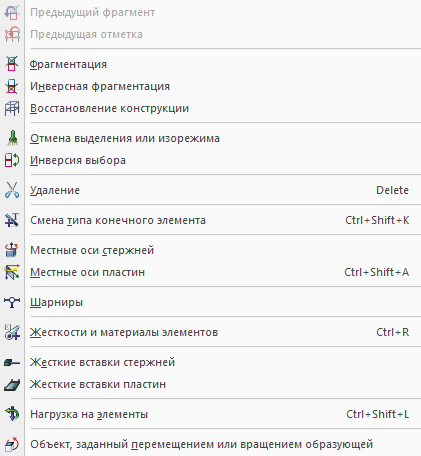 Предыдущий фрагмент
Предыдущая отметка
Фрагментация
Инверсная фрагментация
Восстановление конструкции
Отмена выделения или изорежима
Инверсия выбора
Удаление Delete
Смена типа конечного элемента Ctrl+Shift+K
Местные оси стержней
Местные оси пластин Ctrl+Shift+A
Шарниры
Жесткости и материалы элементов Ctrl+R
Жесткие вставки стержней
Жесткие вставки пластин
Нагрузка на элементы Ctrl+Shift+L
Объект, заданный перемещением или вращением образующей